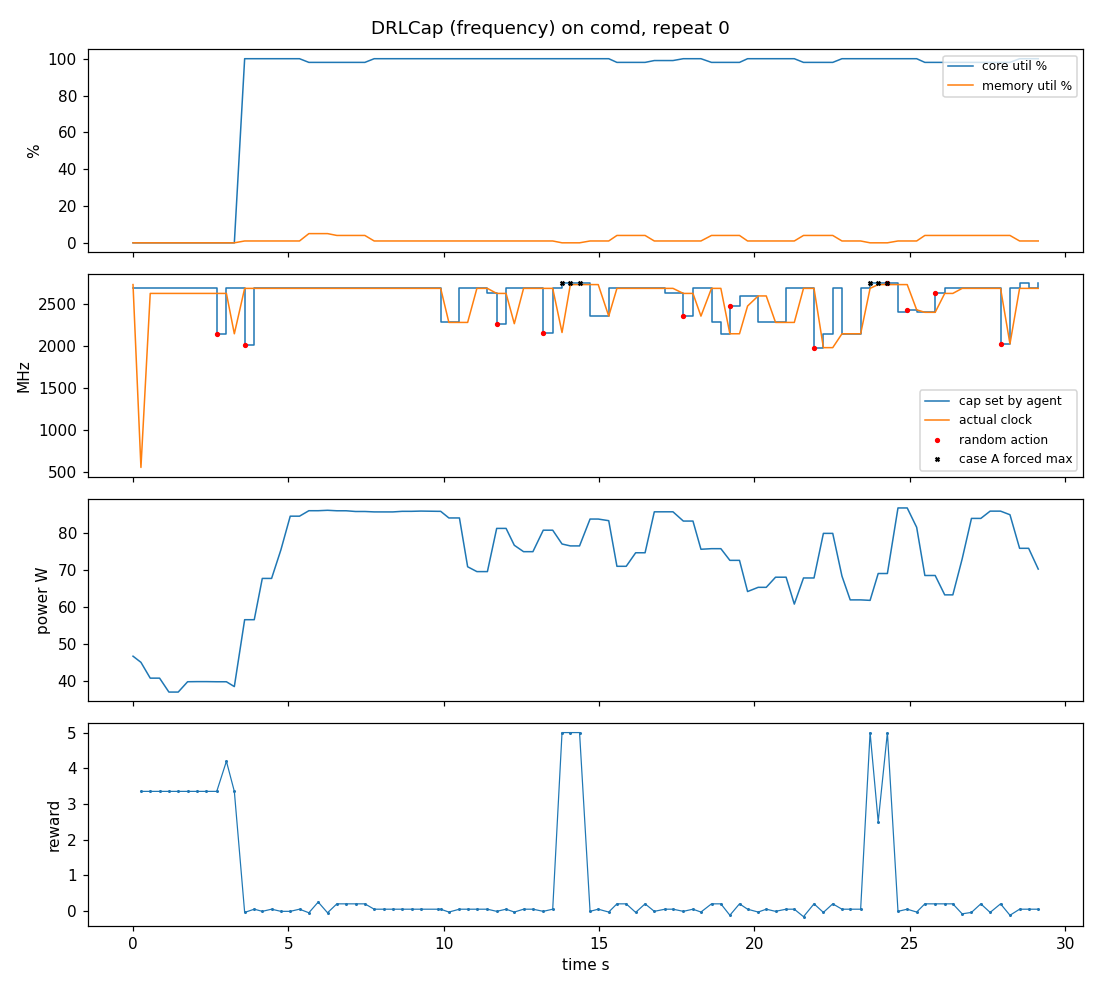 DRLCap (frequency) on comd, repeat 0
100
80
60
40
20
0
%
core util %
memory util %
2500
2000
1500
1000
500
MHz
cap set by agent
actual clock
random action
case A forced max
80
70
60
50
40
power W
5
4
3
2
1
0
reward
0 5 10 15 20 25 30
time s